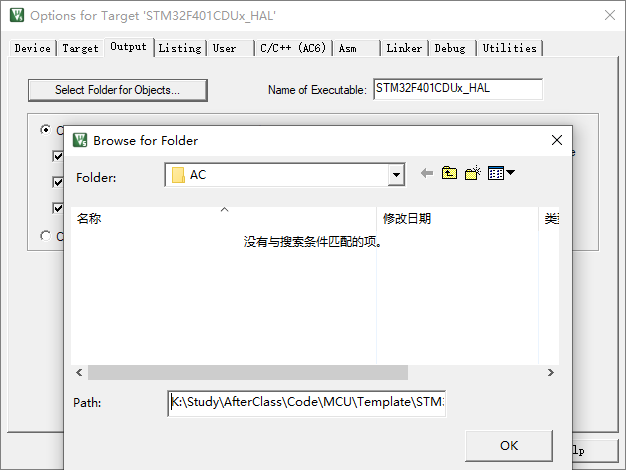 Options for Target 'STM32F401CDUx_HAL'
Device Target Output Listing User C/C++ (AC6) Asm Linker Debug Utilities
Select Folder for Objects... Name of Executable: STM32F401CDUx_HAL
Browse for Folder
Folder: AC
名称 修改日期
没有与搜索条件匹配的项。
Path: K:\Study\AfterClass\Code\MCU\Template\STM
OK